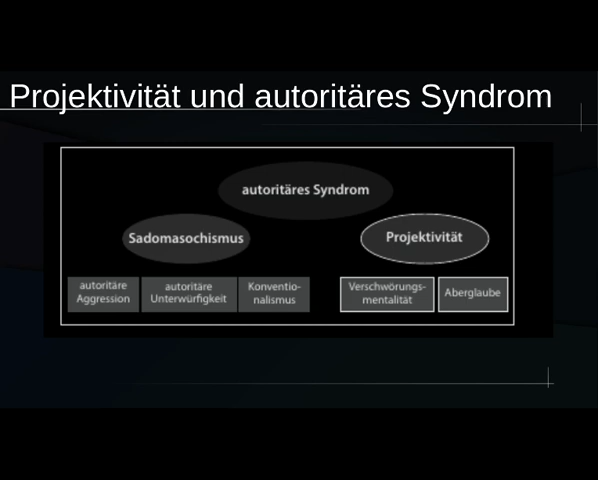 Projektivität und autoritäres Syndrom
autoritäres Syndrom
Sadomasochismus
Projektivität
autoritäre
Aggression
autoritäre
Unterwürfigkeit
Konventio-
nalismus
Verschwörungs-
mentalität
Aberglaube